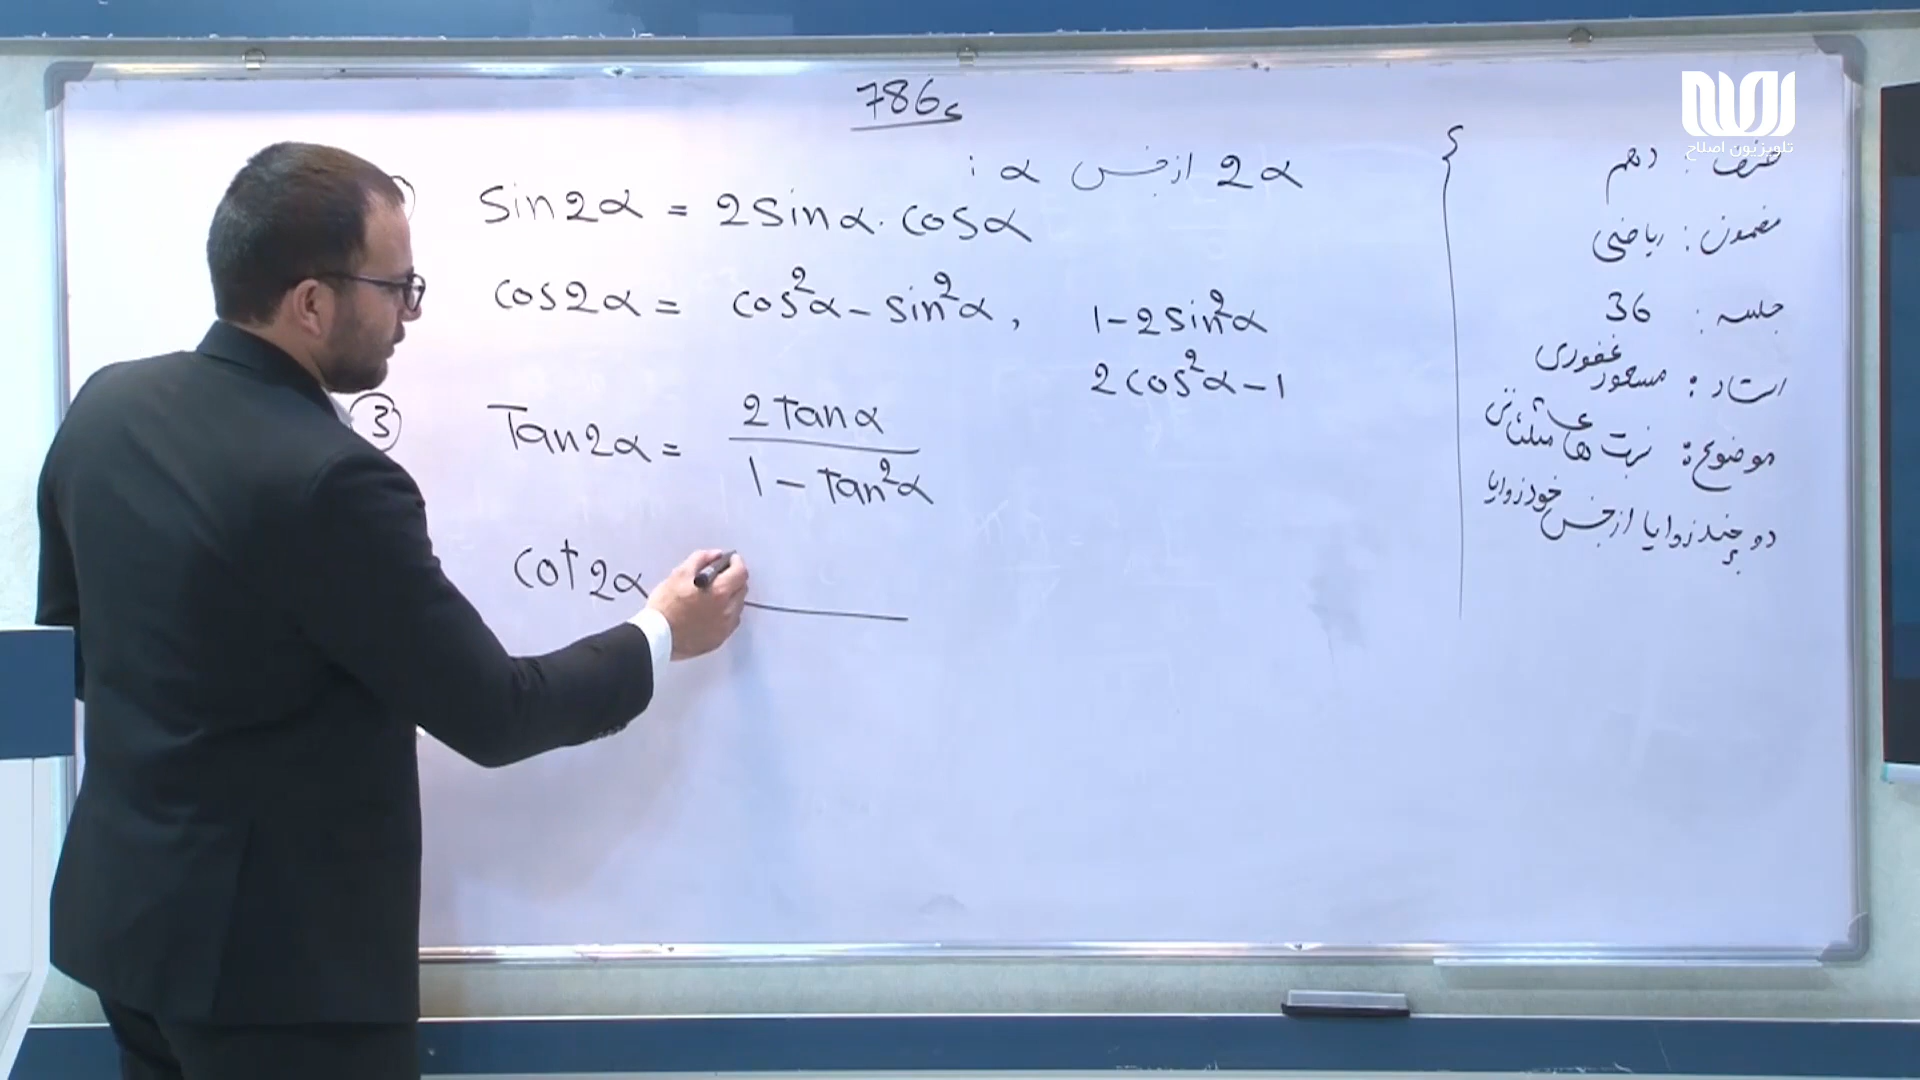 786
2α از جنس α :
sin2α = 2sinα . cosα
cos2α = cos²α − sin²α , 1 − 2sin²α
2cos²α − 1
3 Tan2α = 2Tanα / 1 − Tan²α
cot2α
صنف : دهم
مضمون : ریاضی
جلسه : 36
استاد : مسعود غفوری
موضوع : نسبت های مثلثاتی
دو چند زوایا از جنس خود زوایا
تلویزیون اصلاح